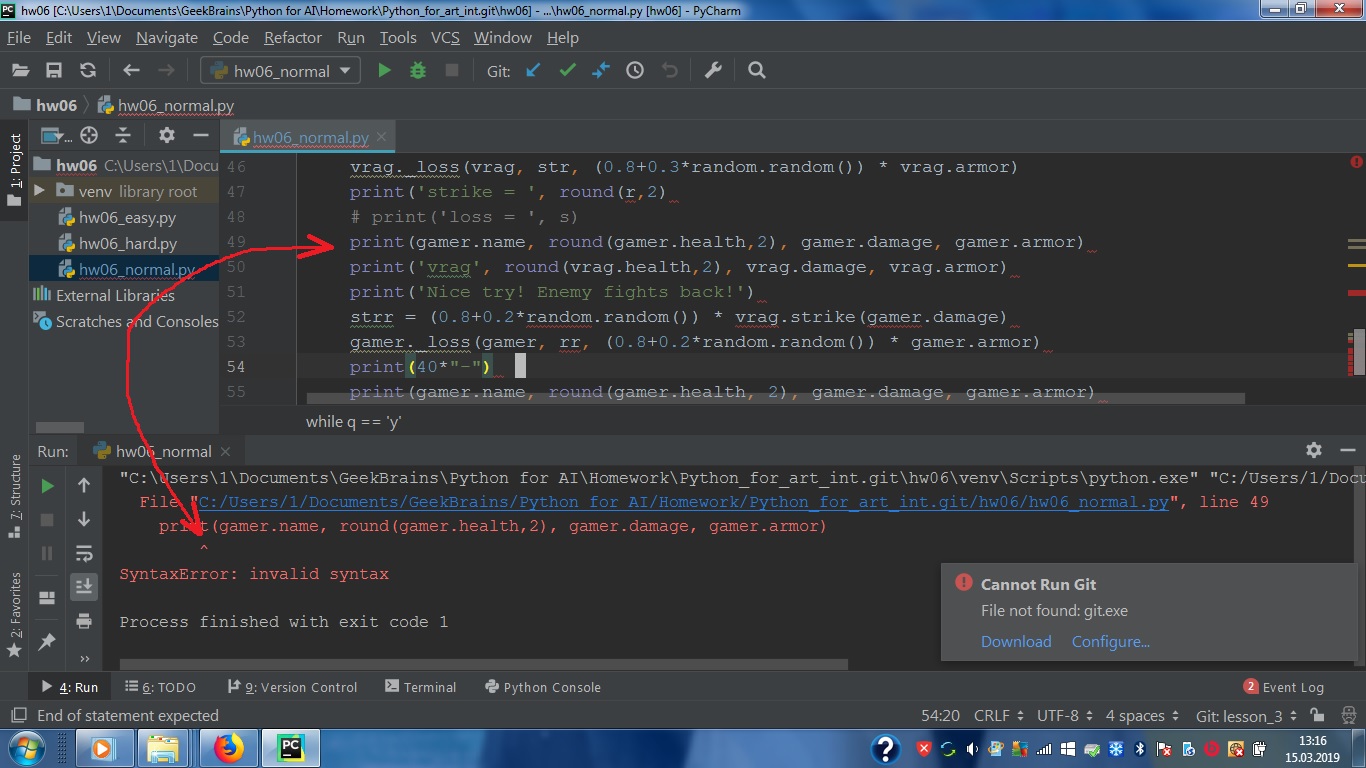 hw06 [C:\Users\1\Documents\GeekBrains\Python for AI\Homework\Python_for_art_int.git\hw06] - ...\hw06_normal.py [hw06] - PyCharm
File Edit View Navigate Code Refactor Run Tools VCS Window Help
hw06_normal Git:
hw06 hw06_normal.py
1: Project
hw06 C:\Users\1\Docu
venv library root
hw06_easy.py
hw06_hard.py
hw06_normal.py
External Libraries
Scratches and Consoles
hw06_normal.py
46 vrag._loss(vrag, str, (0.8+0.3*random.random()) * vrag.armor)
47 print('strike = ', round(r,2)
48 # print('loss = ', s)
49 print(gamer.name, round(gamer.health,2), gamer.damage, gamer.armor)
50 print('vrag', round(vrag.health,2), vrag.damage, vrag.armor)
51 print('Nice try! Enemy fights back!')
52 strr = (0.8+0.2*random.random()) * vrag.strike(gamer.damage)
53 gamer._loss(gamer, rr, (0.8+0.2*random.random()) * gamer.armor)
54 print(40*"-")
55 print(gamer.name, round(gamer.health, 2), gamer.damage, gamer.armor)
while q == 'y'
Run: hw06_normal
7: Structure
2: Favorites
"C:\Users\1\Documents\GeekBrains\Python for AI\Homework\Python_for_art_int.git\hw06\venv\Scripts\python.exe" "C:/Users/1/Docu
File "C:/Users/1/Documents/GeekBrains/Python for AI/Homework/Python_for_art_int.git/hw06/hw06_normal.py", line 49
print(gamer.name, round(gamer.health,2), gamer.damage, gamer.armor)
^
SyntaxError: invalid syntax
Process finished with exit code 1
Cannot Run Git
File not found: git.exe
Download Configure...
4: Run 6: TODO 9: Version Control Terminal Python Console 2 Event Log
End of statement expected 54:20 CRLF UTF-8 4 spaces Git: lesson_3
13:16
15.03.2019